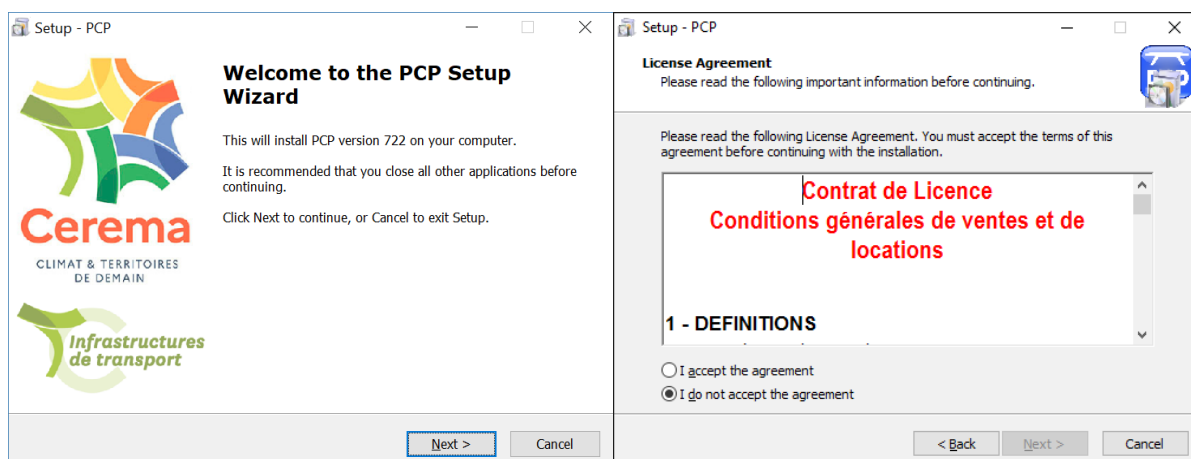 Setup - PCP
Welcome to the PCP Setup
Wizard
This will install PCP version 722 on your computer.
It is recommended that you close all other applications before
continuing.
Click Next to continue, or Cancel to exit Setup.
Cerema
CLIMAT & TERRITOIRES
DE DEMAIN
Infrastructures
de transport
Next >
Cancel
Setup - PCP
License Agreement
Please read the following important information before continuing.
Please read the following License Agreement. You must accept the terms of this
agreement before continuing with the installation.
Contrat de Licence
Conditions générales de ventes et de
locations
1 - DEFINITIONS
I accept the agreement
I do not accept the agreement
< Back
Next >
Cancel